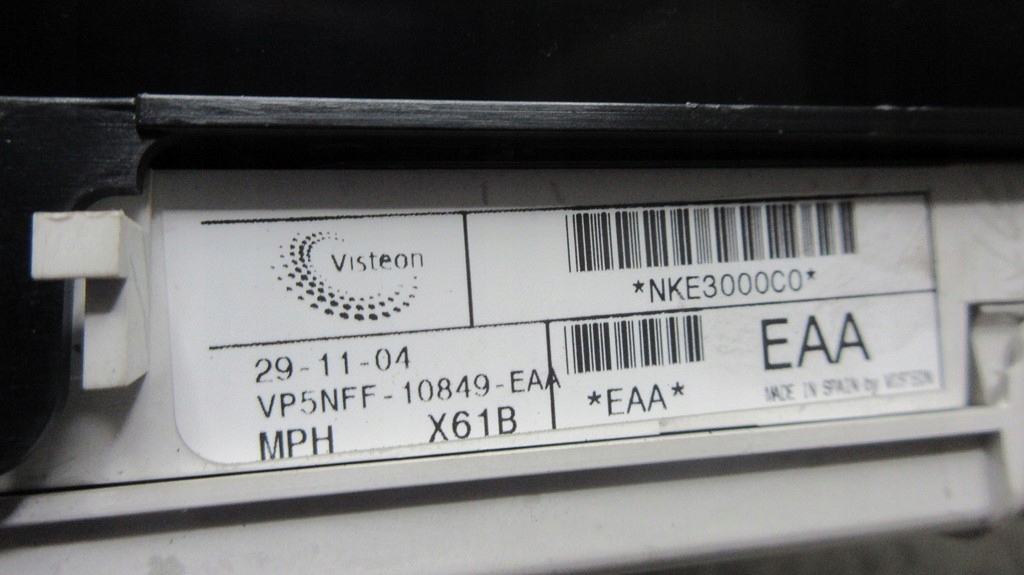 Visteon
*NKE3000C0*
29-11-04
VP5NFF-10849-EAA
MPH X61B
*EAA*
EAA
MADE IN SPAIN by VISTEON